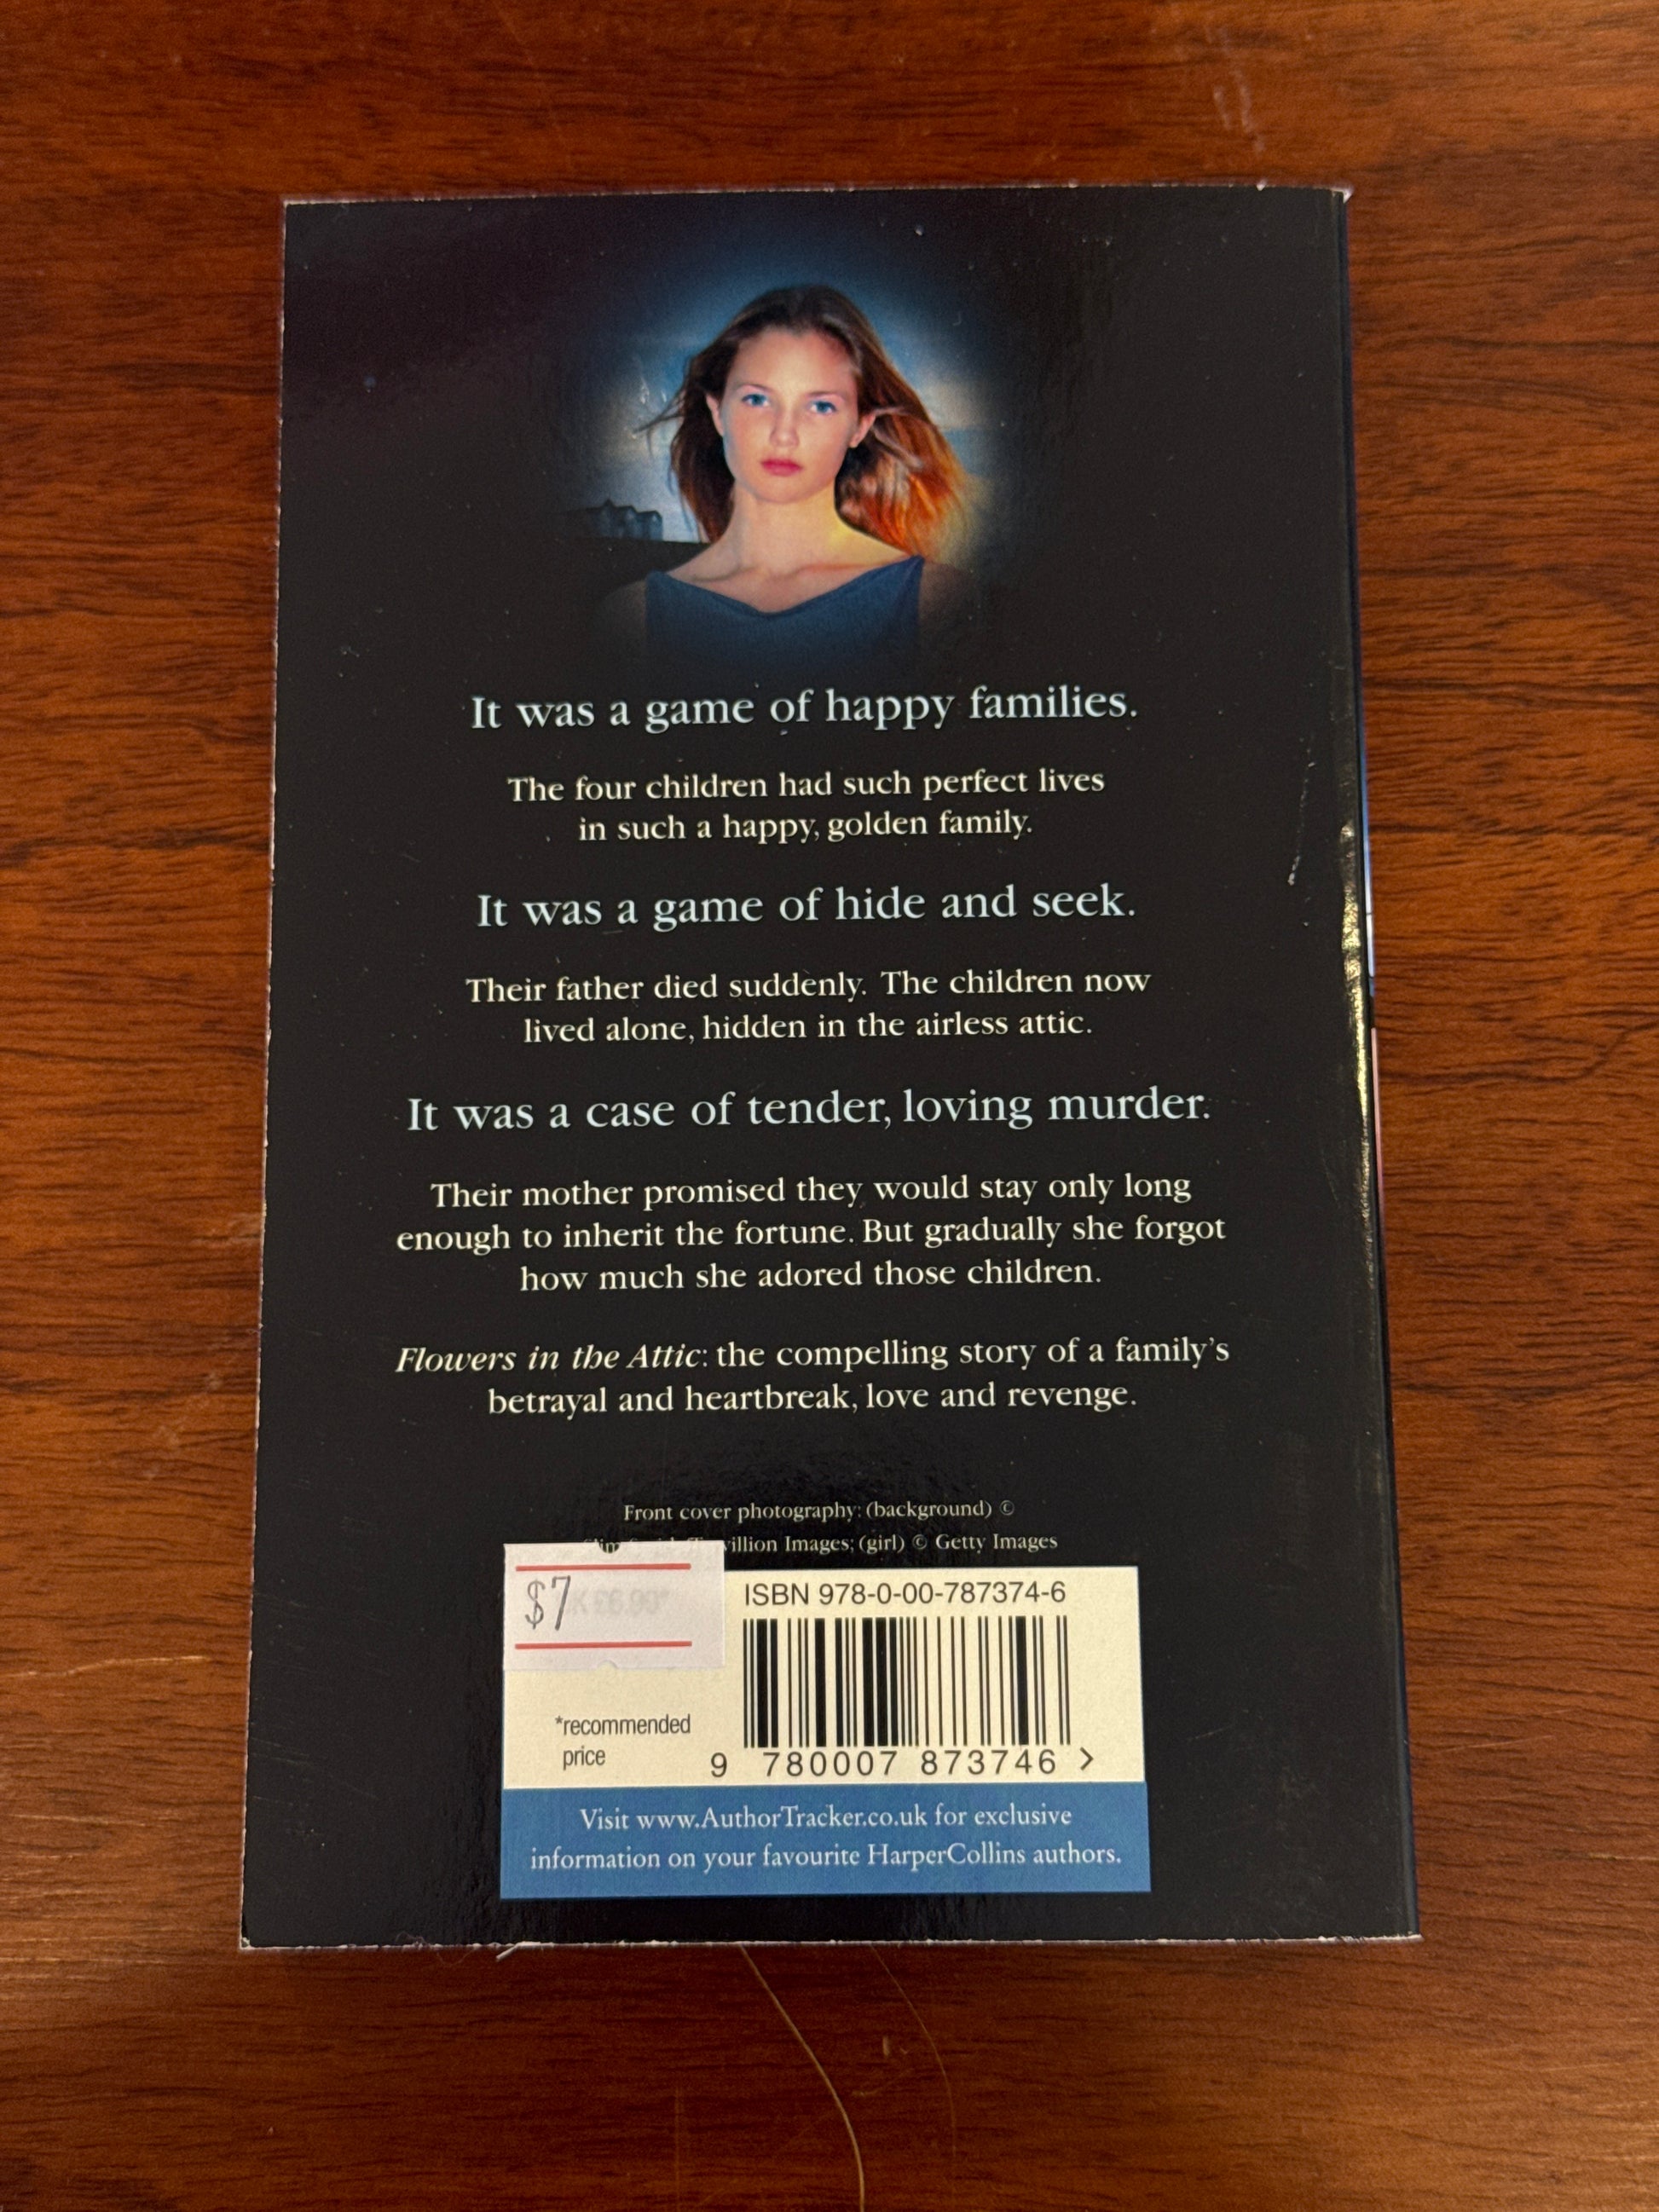 It was a game of happy families.
The four children had such perfect lives
in such a happy, golden family.
It was a game of hide and seek.
Their father died suddenly. The children now
lived alone, hidden in the airless attic.
It was a case of tender, loving murder.
Their mother promised they would stay only long
enough to inherit the fortune. But gradually she forgot
how much she adored those children.
Flowers in the Attic: the compelling story of a family's
betrayal and heartbreak, love and revenge.
Front cover photography: (background) ©
Images; (girl) © Getty Images
$7
£6.99*
ISBN 978-0-00-787374-6
*recommended
price
9 780007 873746 >
Visit www.AuthorTracker.co.uk for exclusive
information on your favourite HarperCollins authors.